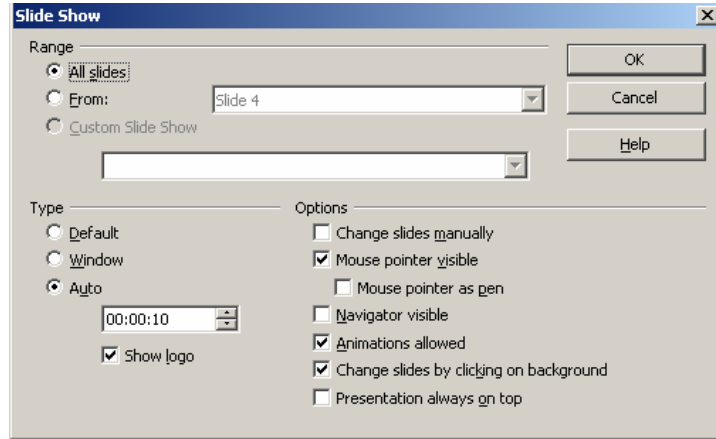 Slide Show
Range
All slides
From:
Slide 4
Custom Slide Show
OK
Cancel
Help
Type
Default
Window
Auto
00:00:10
Show logo
Options
Change slides manually
Mouse pointer visible
Mouse pointer as pen
Navigator visible
Animations allowed
Change slides by clicking on background
Presentation always on top